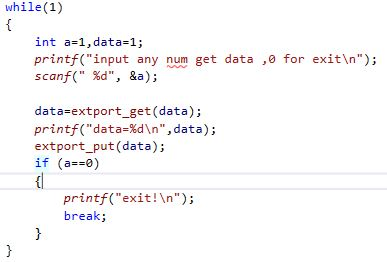 while(1)
{
    int a=1,data=1;
    printf("input any num get data ,0 for exit\n");
    scanf(" %d", &a);

    data=extport_get(data);
    printf("data=%d\n",data);
    extport_put(data);
    if (a==0)
    {
        printf("exit!\n");
        break;
    }
}